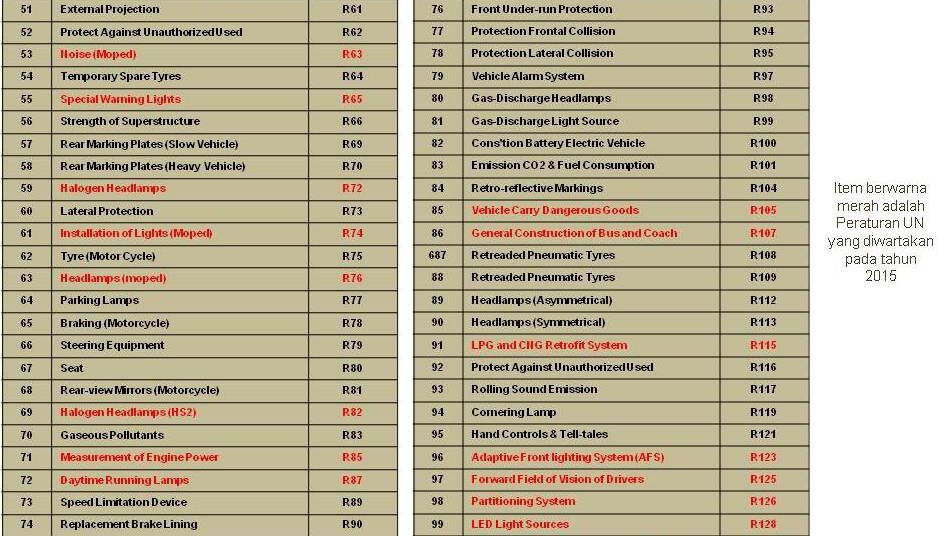 51 External Projection R61
52 Protect Against Unauthorized Used R62
53 Noise (Moped) R63
54 Temporary Spare Tyres R64
55 Special Warning Lights R65
56 Strength of Superstructure R66
57 Rear Marking Plates (Slow Vehicle) R69
58 Rear Marking Plates (Heavy Vehicle) R70
59 Halogen Headlamps R72
60 Lateral Protection R73
61 Installation of Lights (Moped) R74
62 Tyre (Motor Cycle) R75
63 Headlamps (moped) R76
64 Parking Lamps R77
65 Braking (Motorcycle) R78
66 Steering Equipment R79
67 Seat R80
68 Rear-view Mirrors (Motorcycle) R81
69 Halogen Headlamps (HS2) R82
70 Gaseous Pollutants R83
71 Measurement of Engine Power R85
72 Daytime Running Lamps R87
73 Speed Limitation Device R89
74 Replacement Brake Lining R90
76 Front Under-run Protection R93
77 Protection Frontal Collision R94
78 Protection Lateral Collision R95
79 Vehicle Alarm System R97
80 Gas-Discharge Headlamps R98
81 Gas-Discharge Light Source R99
82 Cons'tion Battery Electric Vehicle R100
83 Emission CO2 & Fuel Consumption R101
84 Retro-reflective Markings R104
85 Vehicle Carry Dangerous Goods R105
86 General Construction of Bus and Coach R107
687 Retreaded Pneumatic Tyres R108
88 Retreaded Pneumatic Tyres R109
89 Headlamps (Asymmetrical) R112
90 Headlamps (Symmetrical) R113
91 LPG and CNG Retrofit System R115
92 Protect Against Unauthorized Used R116
93 Rolling Sound Emission R117
94 Cornering Lamp R119
95 Hand Controls & Tell-tales R121
96 Adaptive Front lighting System (AFS) R123
97 Forward Field of Vision of Drivers R125
98 Partitioning System R126
99 LED Light Sources R128
Item berwarna
merah adalah
Peraturan UN
yang diwartakan
pada tahun
2015